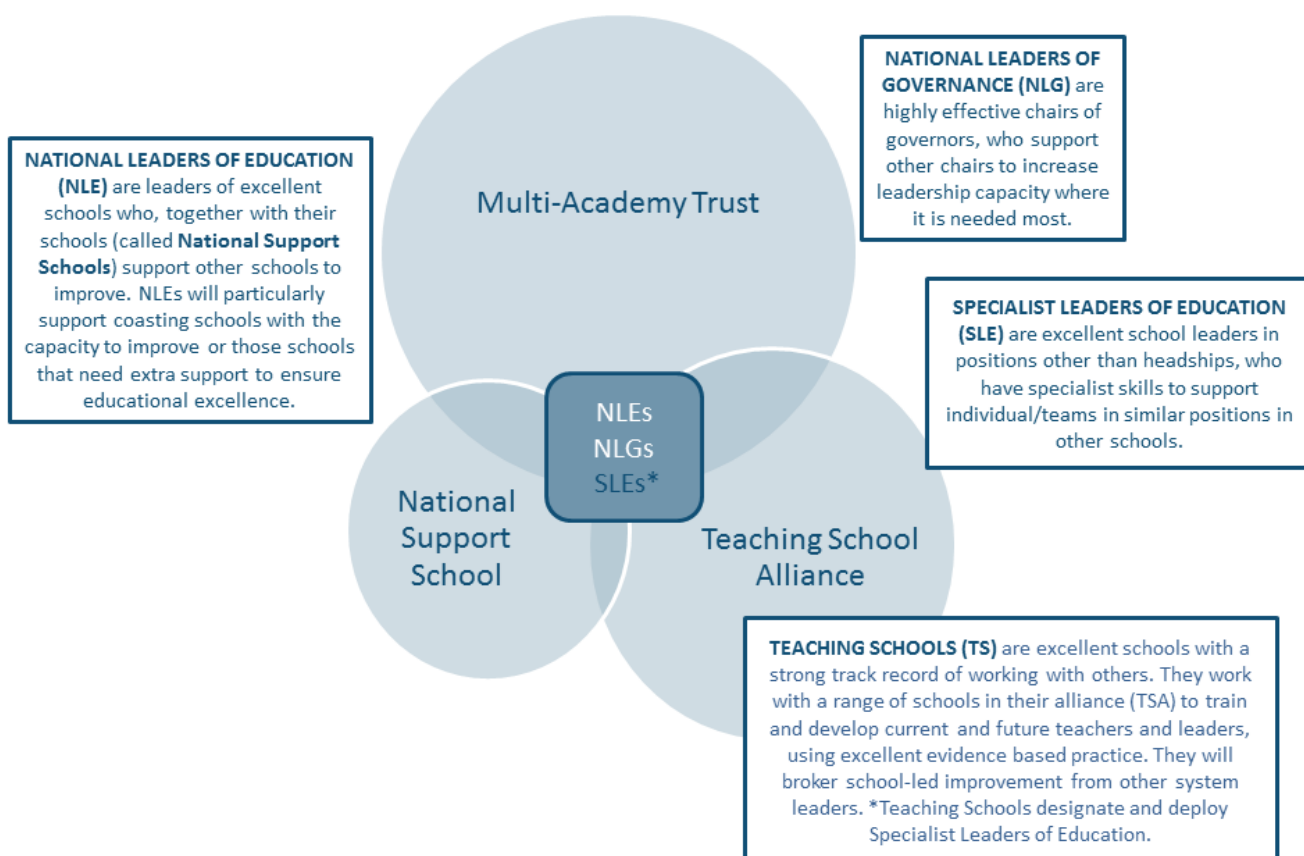 NATIONAL LEADERS OF
GOVERNANCE (NLG) are
highly effective chairs of
governors, who support
other chairs to increase
leadership capacity where
it is needed most.
NATIONAL LEADERS OF EDUCATION
(NLE) are leaders of excellent
schools who, together with their
schools (called National Support
Schools) support other schools to
improve. NLEs will particularly
support coasting schools with the
capacity to improve or those schools
that need extra support to ensure
educational excellence.
Multi-Academy Trust
SPECIALIST LEADERS OF EDUCATION
(SLE) are excellent school leaders in
positions other than headships, who
have specialist skills to support
individual/teams in similar positions in
other schools.
NLEs
NLGs
SLEs*
National
Support
School
Teaching School
Alliance
TEACHING SCHOOLS (TS) are excellent schools with a
strong track record of working with others. They work
with a range of schools in their alliance (TSA) to train
and develop current and future teachers and leaders,
using excellent evidence based practice. They will
broker school-led improvement from other system
leaders. *Teaching Schools designate and deploy
Specialist Leaders of Education.